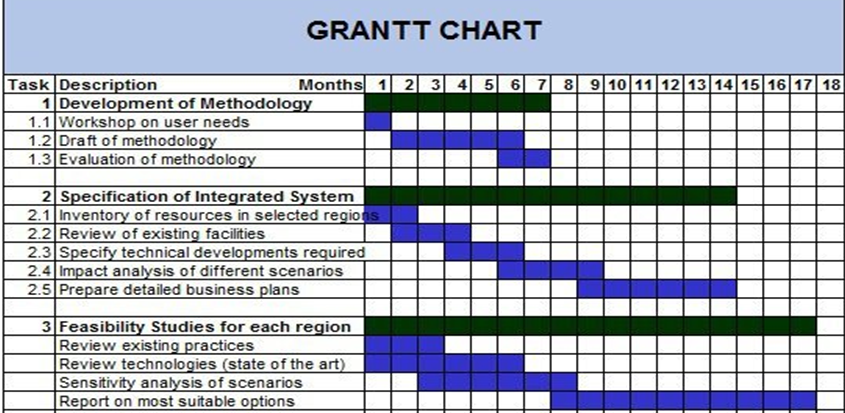 GRANTT CHART
Task Description Months 1 2 3 4 5 6 7 8 9 10 11 12 13 14 15 16 17 18
1 Development of Methodology
1.1 Workshop on user needs
1.2 Draft of methodology
1.3 Evaluation of methodology
2 Specification of Integrated System
2.1 Inventory of resources in selected regions
2.2 Review of existing facilities
2.3 Specify technical developments required
2.4 Impact analysis of different scenarios
2.5 Prepare detailed business plans
3 Feasibility Studies for each region
Review existing practices
Review technologies (state of the art)
Sensitivity analysis of scenarios
Report on most suitable options